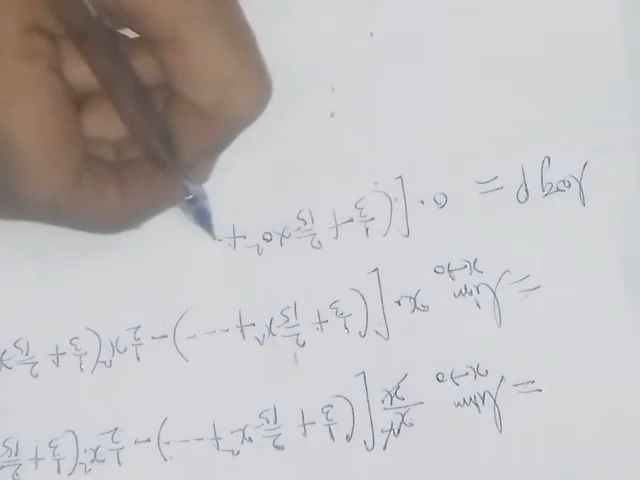 = lim x→0 x²/x [(1/3 + 2/15 x² + ---) - 1/2 x² (1/3 + 2/15
= lim x→0 x. [(1/3 + 2/15 x² + ---) - 1/2 x² (1/3 + 2/15 x
log p = 0. [(1/3 + 2/15 x 0² +